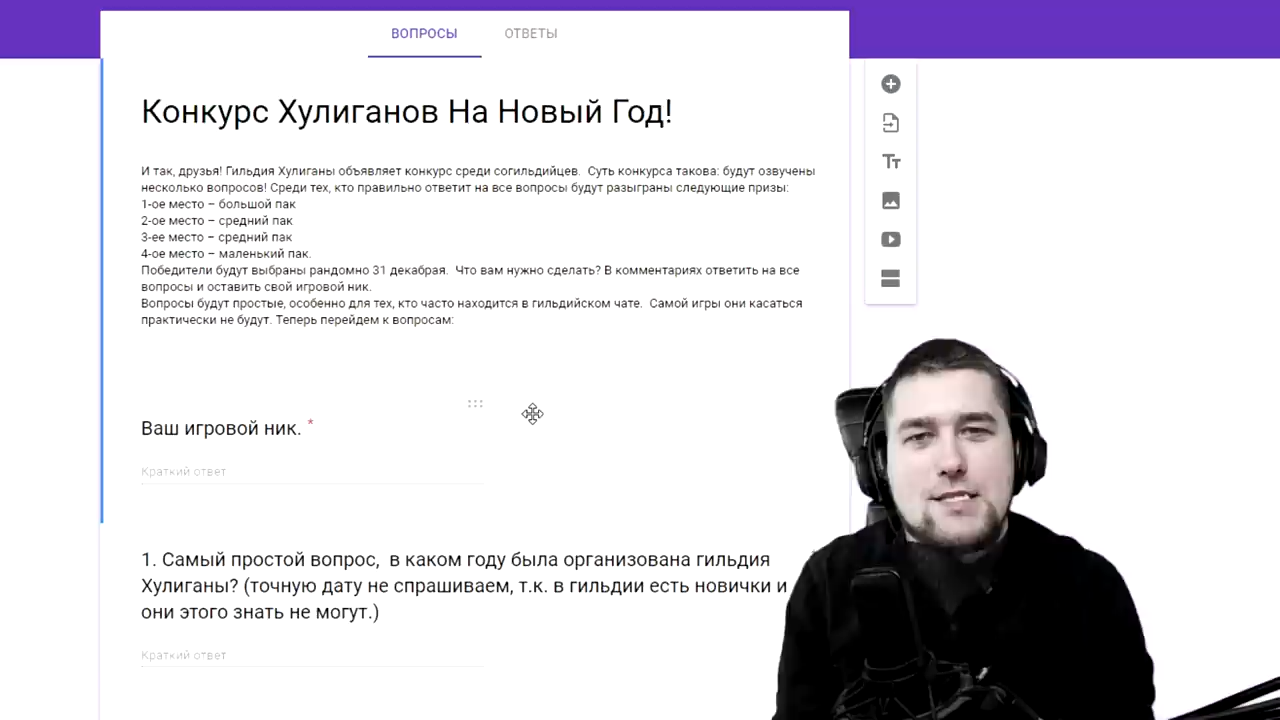 ВОПРОСЫ ОТВЕТЫ
Конкурс Хулиганов На Новый Год!
И так, друзья! Гильдия Хулиганы объявляет конкурс среди согильдийцев. Суть конкурса такова: будут озвучены
несколько вопросов! Среди тех, кто правильно ответит на все вопросы будут разыграны следующие призы:
1-ое место – большой пак
2-ое место – средний пак
3-ее место – средний пак
4-ое место – маленький пак.
Победители будут выбраны рандомно 31 декабрая. Что вам нужно сделать? В комментариях ответить на все
вопросы и оставить свой игровой ник.
Вопросы будут простые, особенно для тех, кто часто находится в гильдийском чате. Самой игры они касаться
практически не будут. Теперь перейдем к вопросам:
Ваш игровой ник. *
Краткий ответ
1. Самый простой вопрос, в каком году была организована гильдия
Хулиганы? (точную дату не спрашиваем, т.к. в гильдии есть новички и
они этого знать не могут.)
Краткий ответ